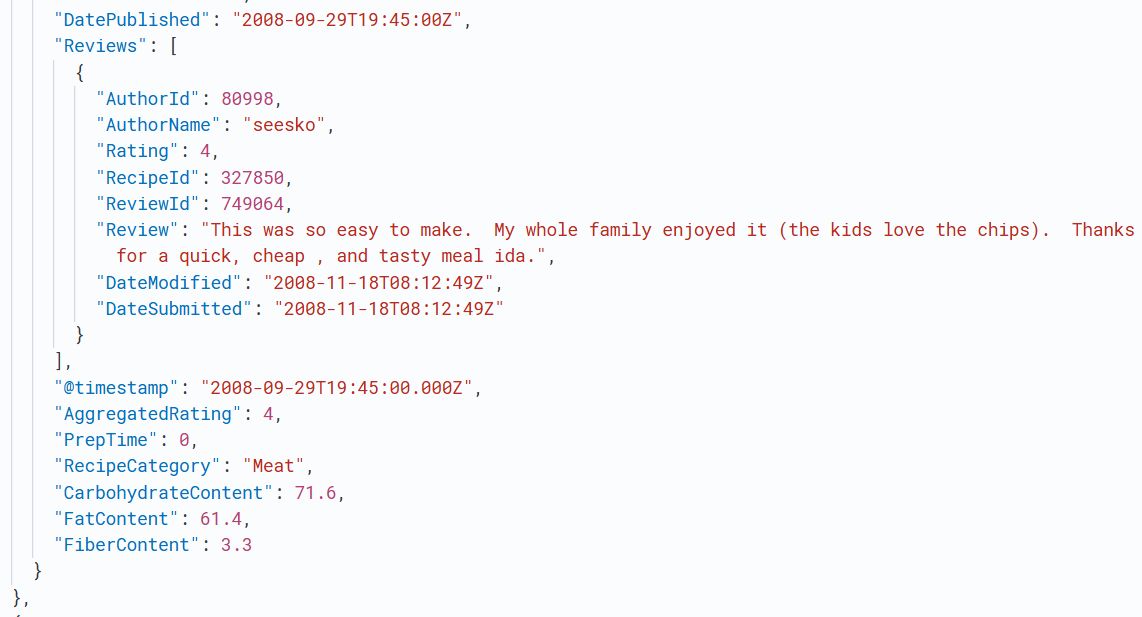 "DatePublished": "2008-09-29T19:45:00Z",
"Reviews": [
{
"AuthorId": 80998,
"AuthorName": "seesko",
"Rating": 4,
"RecipeId": 327850,
"ReviewId": 749064,
"Review": "This was so easy to make.  My whole family enjoyed it (the kids love the chips).  Thanks
for a quick, cheap , and tasty meal ida.",
"DateModified": "2008-11-18T08:12:49Z",
"DateSubmitted": "2008-11-18T08:12:49Z"
}
],
"@timestamp": "2008-09-29T19:45:00.000Z",
"AggregatedRating": 4,
"PrepTime": 0,
"RecipeCategory": "Meat",
"CarbohydrateContent": 71.6,
"FatContent": 61.4,
"FiberContent": 3.3
}
},